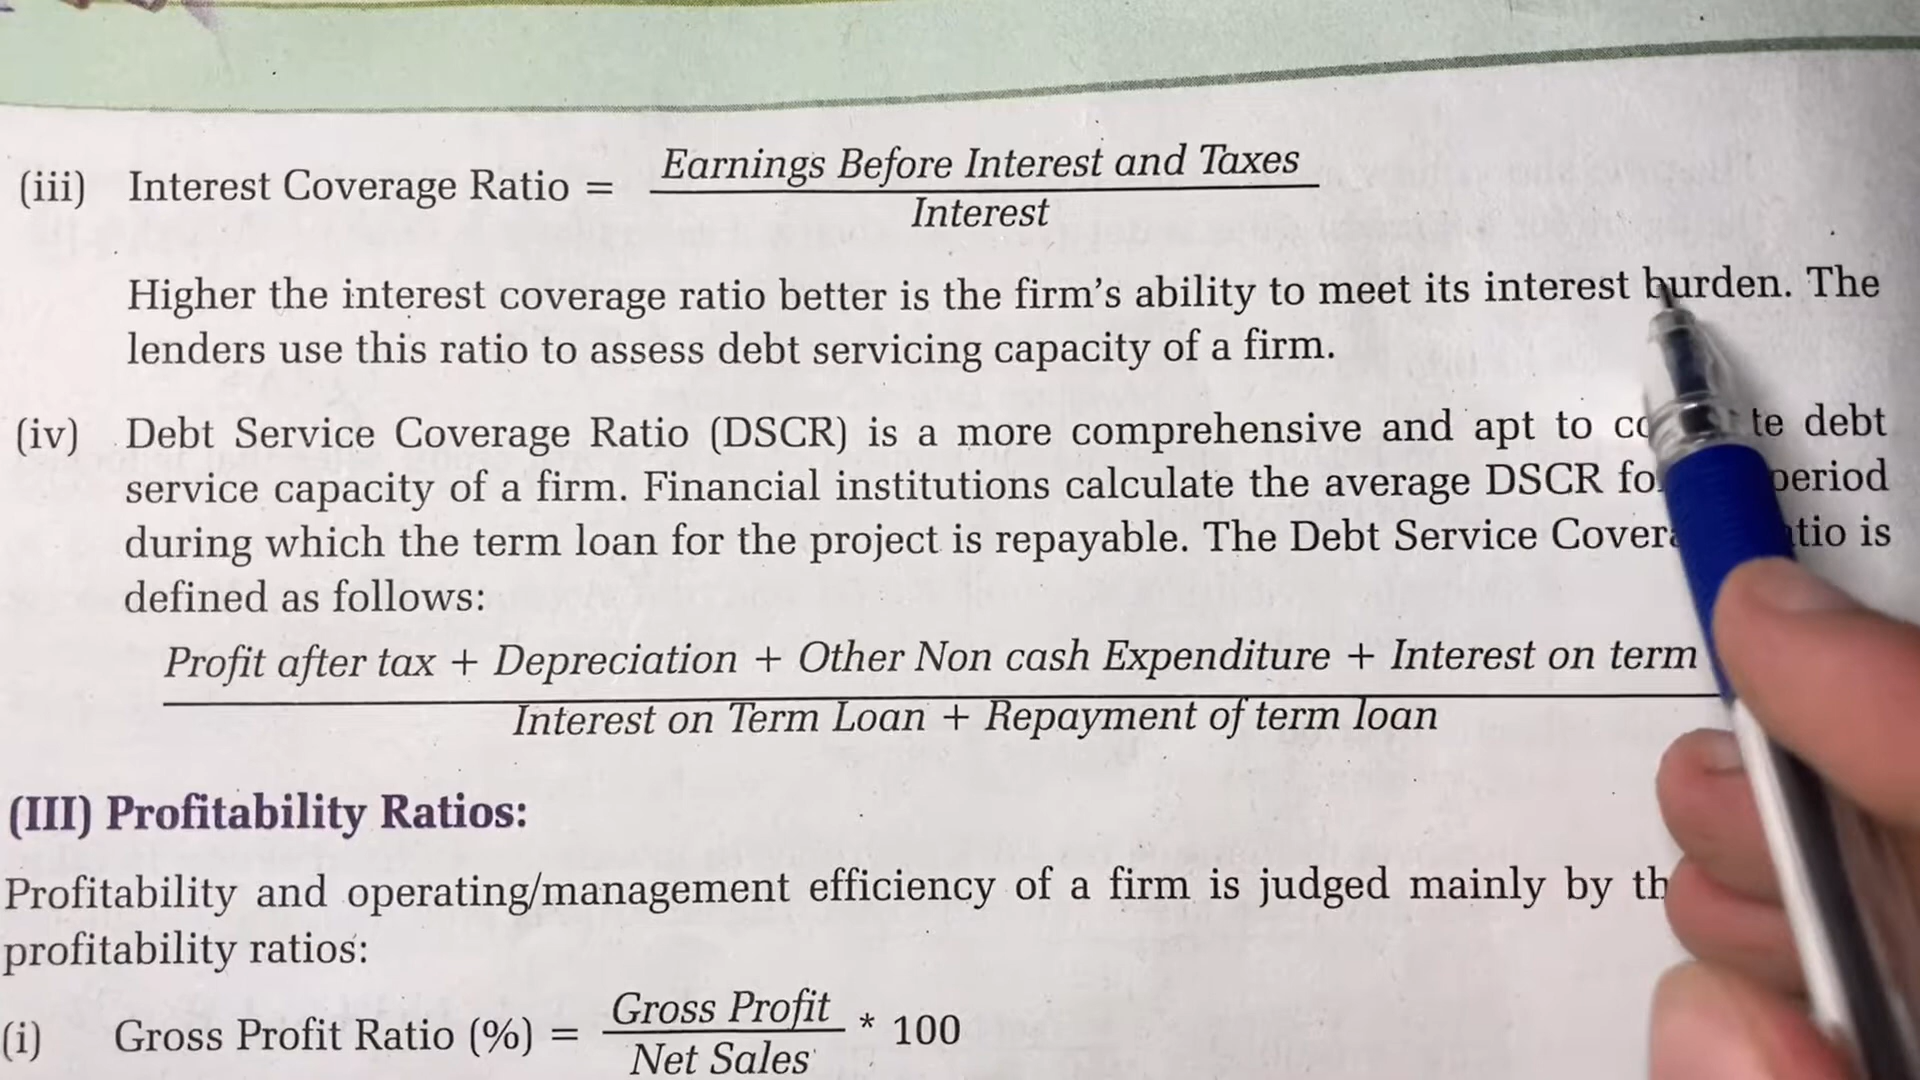 (iii) Interest Coverage Ratio = Earnings Before Interest and Taxes
Interest
Higher the interest coverage ratio better is the firm's ability to meet its interest burden. The
lenders use this ratio to assess debt servicing capacity of a firm.
(iv) Debt Service Coverage Ratio (DSCR) is a more comprehensive and apt to debt
service capacity of a firm. Financial institutions calculate the average DSCR period
during which the term loan for the project is repayable. The Debt Service is
defined as follows:
Profit after tax + Depreciation + Other Non cash Expenditure + Interest on term
Interest on Term Loan + Repayment of term loan
(III) Profitability Ratios:
Profitability and operating/management efficiency of a firm is judged mainly by
profitability ratios:
(i) Gross Profit Ratio (%) = Gross Profit * 100
Net Sales